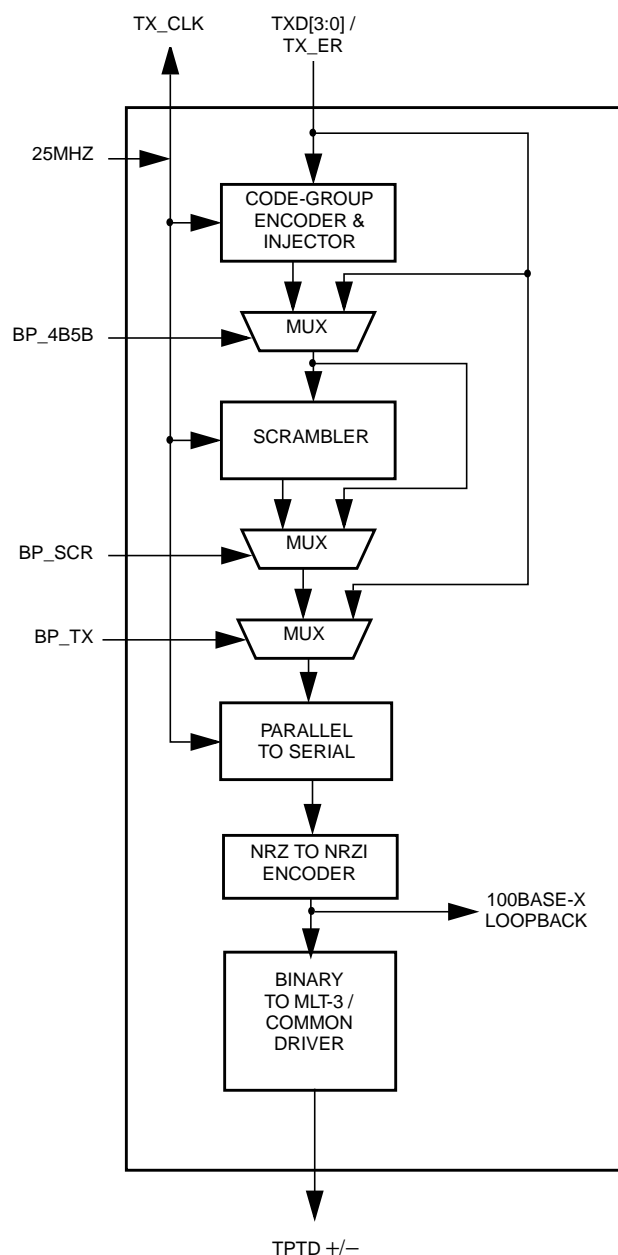 TX_CLK
TXD[3:0] /
TX_ER
25MHZ
CODE-GROUP
ENCODER &
INJECTOR
BP_4B5B
MUX
SCRAMBLER
BP_SCR
MUX
BP_TX
MUX
PARALLEL
TO SERIAL
NRZ TO NRZI
ENCODER
100BASE-X
LOOPBACK
BINARY
TO MLT-3 /
COMMON
DRIVER
TPTD +/−